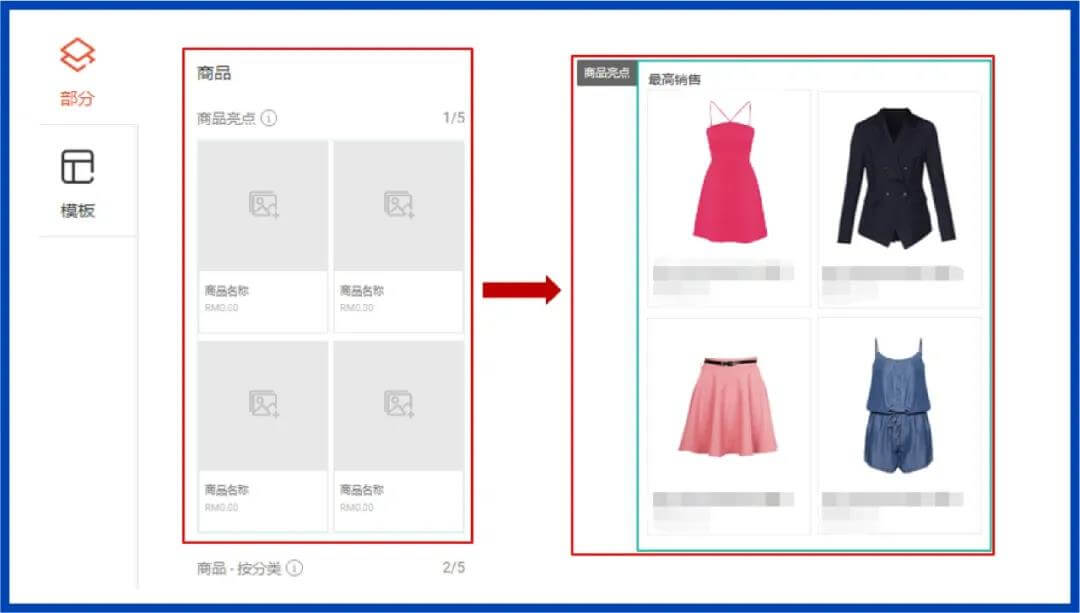 部分
模板
商品
商品亮点 1/5
商品名称 商品名称
RM0.00 RM0.00
商品名称 商品名称
RM0.00 RM0.00
商品 - 按分类 2/5
商品亮点
最高销售